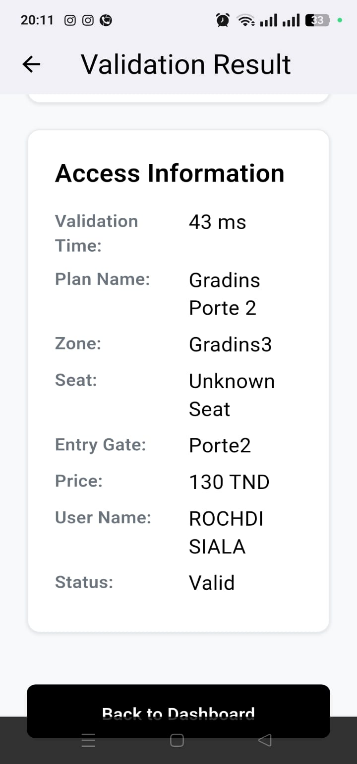 20:11
33
Validation Result
Access Information
Validation
Time:
43 ms
Plan Name:
Gradins
Porte 2
Zone:
Gradins3
Seat:
Unknown
Seat
Entry Gate:
Porte2
Price:
130 TND
User Name:
ROCHDI
SIALA
Status:
Valid
Back to Dashboard